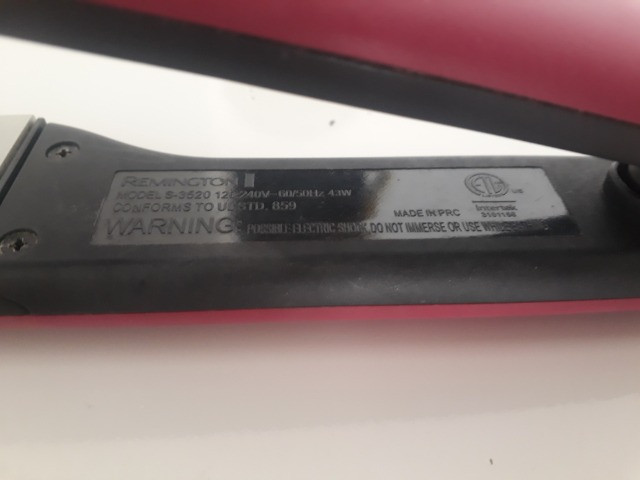 REMINGTON
MODEL S-3520 120/240V~60/50Hz 43W
CONFORMS TO UL STD. 859
MADE IN PRC
Intertek
WARNING: POSSIBLE ELECTRIC SHOCK. DO NOT IMMERSE OR USE